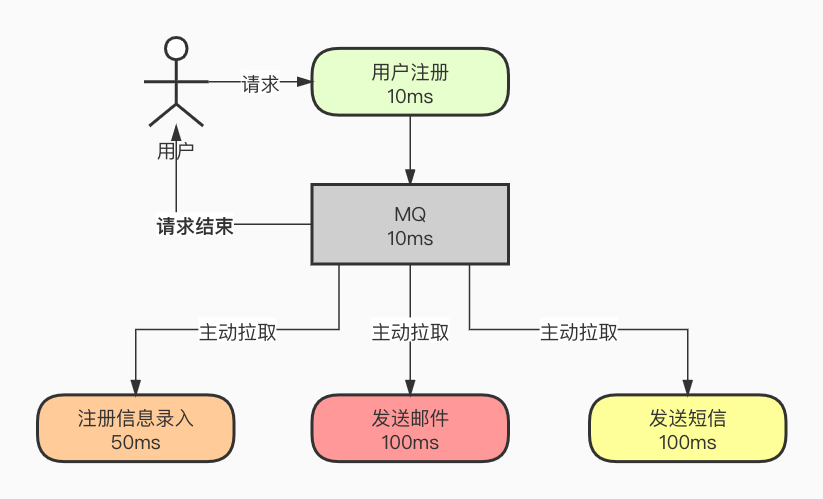 请求
用户注册
10ms
用户
MQ
10ms
请求结束
主动拉取
主动拉取
主动拉取
注册信息录入
50ms
发送邮件
100ms
发送短信
100ms